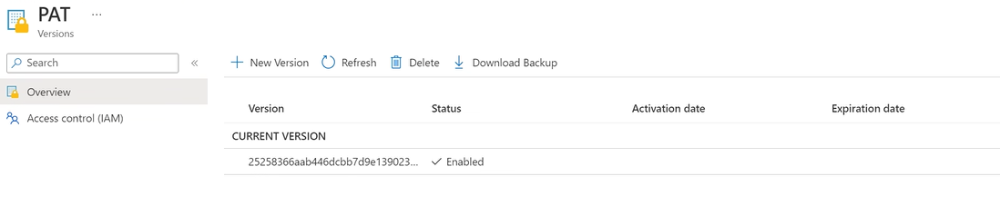 PAT ...
Versions
Search «
Overview
Access control (IAM)
New Version Refresh Delete Download Backup
Version Status Activation date Expiration date
CURRENT VERSION
25258366aab446dcbb7d9e139023... Enabled